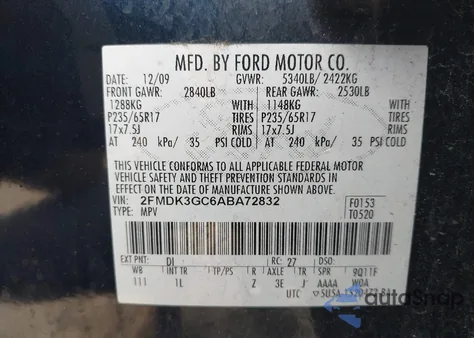 MFD. BY FORD MOTOR CO.
DATE: 12/09 GVWR: 5340LB/ 2422KG
FRONT GAWR: 2840LB REAR GAWR: 2530LB
1288KG WITH 1148KG WITH
P235/65R17 TIRES P235/65R17 TIRES
17x7.5J RIMS 17x7.5J RIMS
AT 240 kPa/ 35 PSI COLD AT 240 kPa/ 35 PSI COLD
THIS VEHICLE CONFORMS TO ALL APPLICABLE FEDERAL MOTOR
VEHICLE SAFETY AND THEFT PREVENTION STANDARDS IN
EFFECT ON THE DATE OF MANUFACTURE SHOWN ABOVE.
VIN: 2FMDK3GC6ABA72832 F0153
TYPE: MPV T0520
EXT PNT: DI RC: 27 DSO:
WB INT TR TP/PS R AXLE TR SPR 9Q11F
111 1L Z 3E J AAAA W0A
UTC
autoSnap